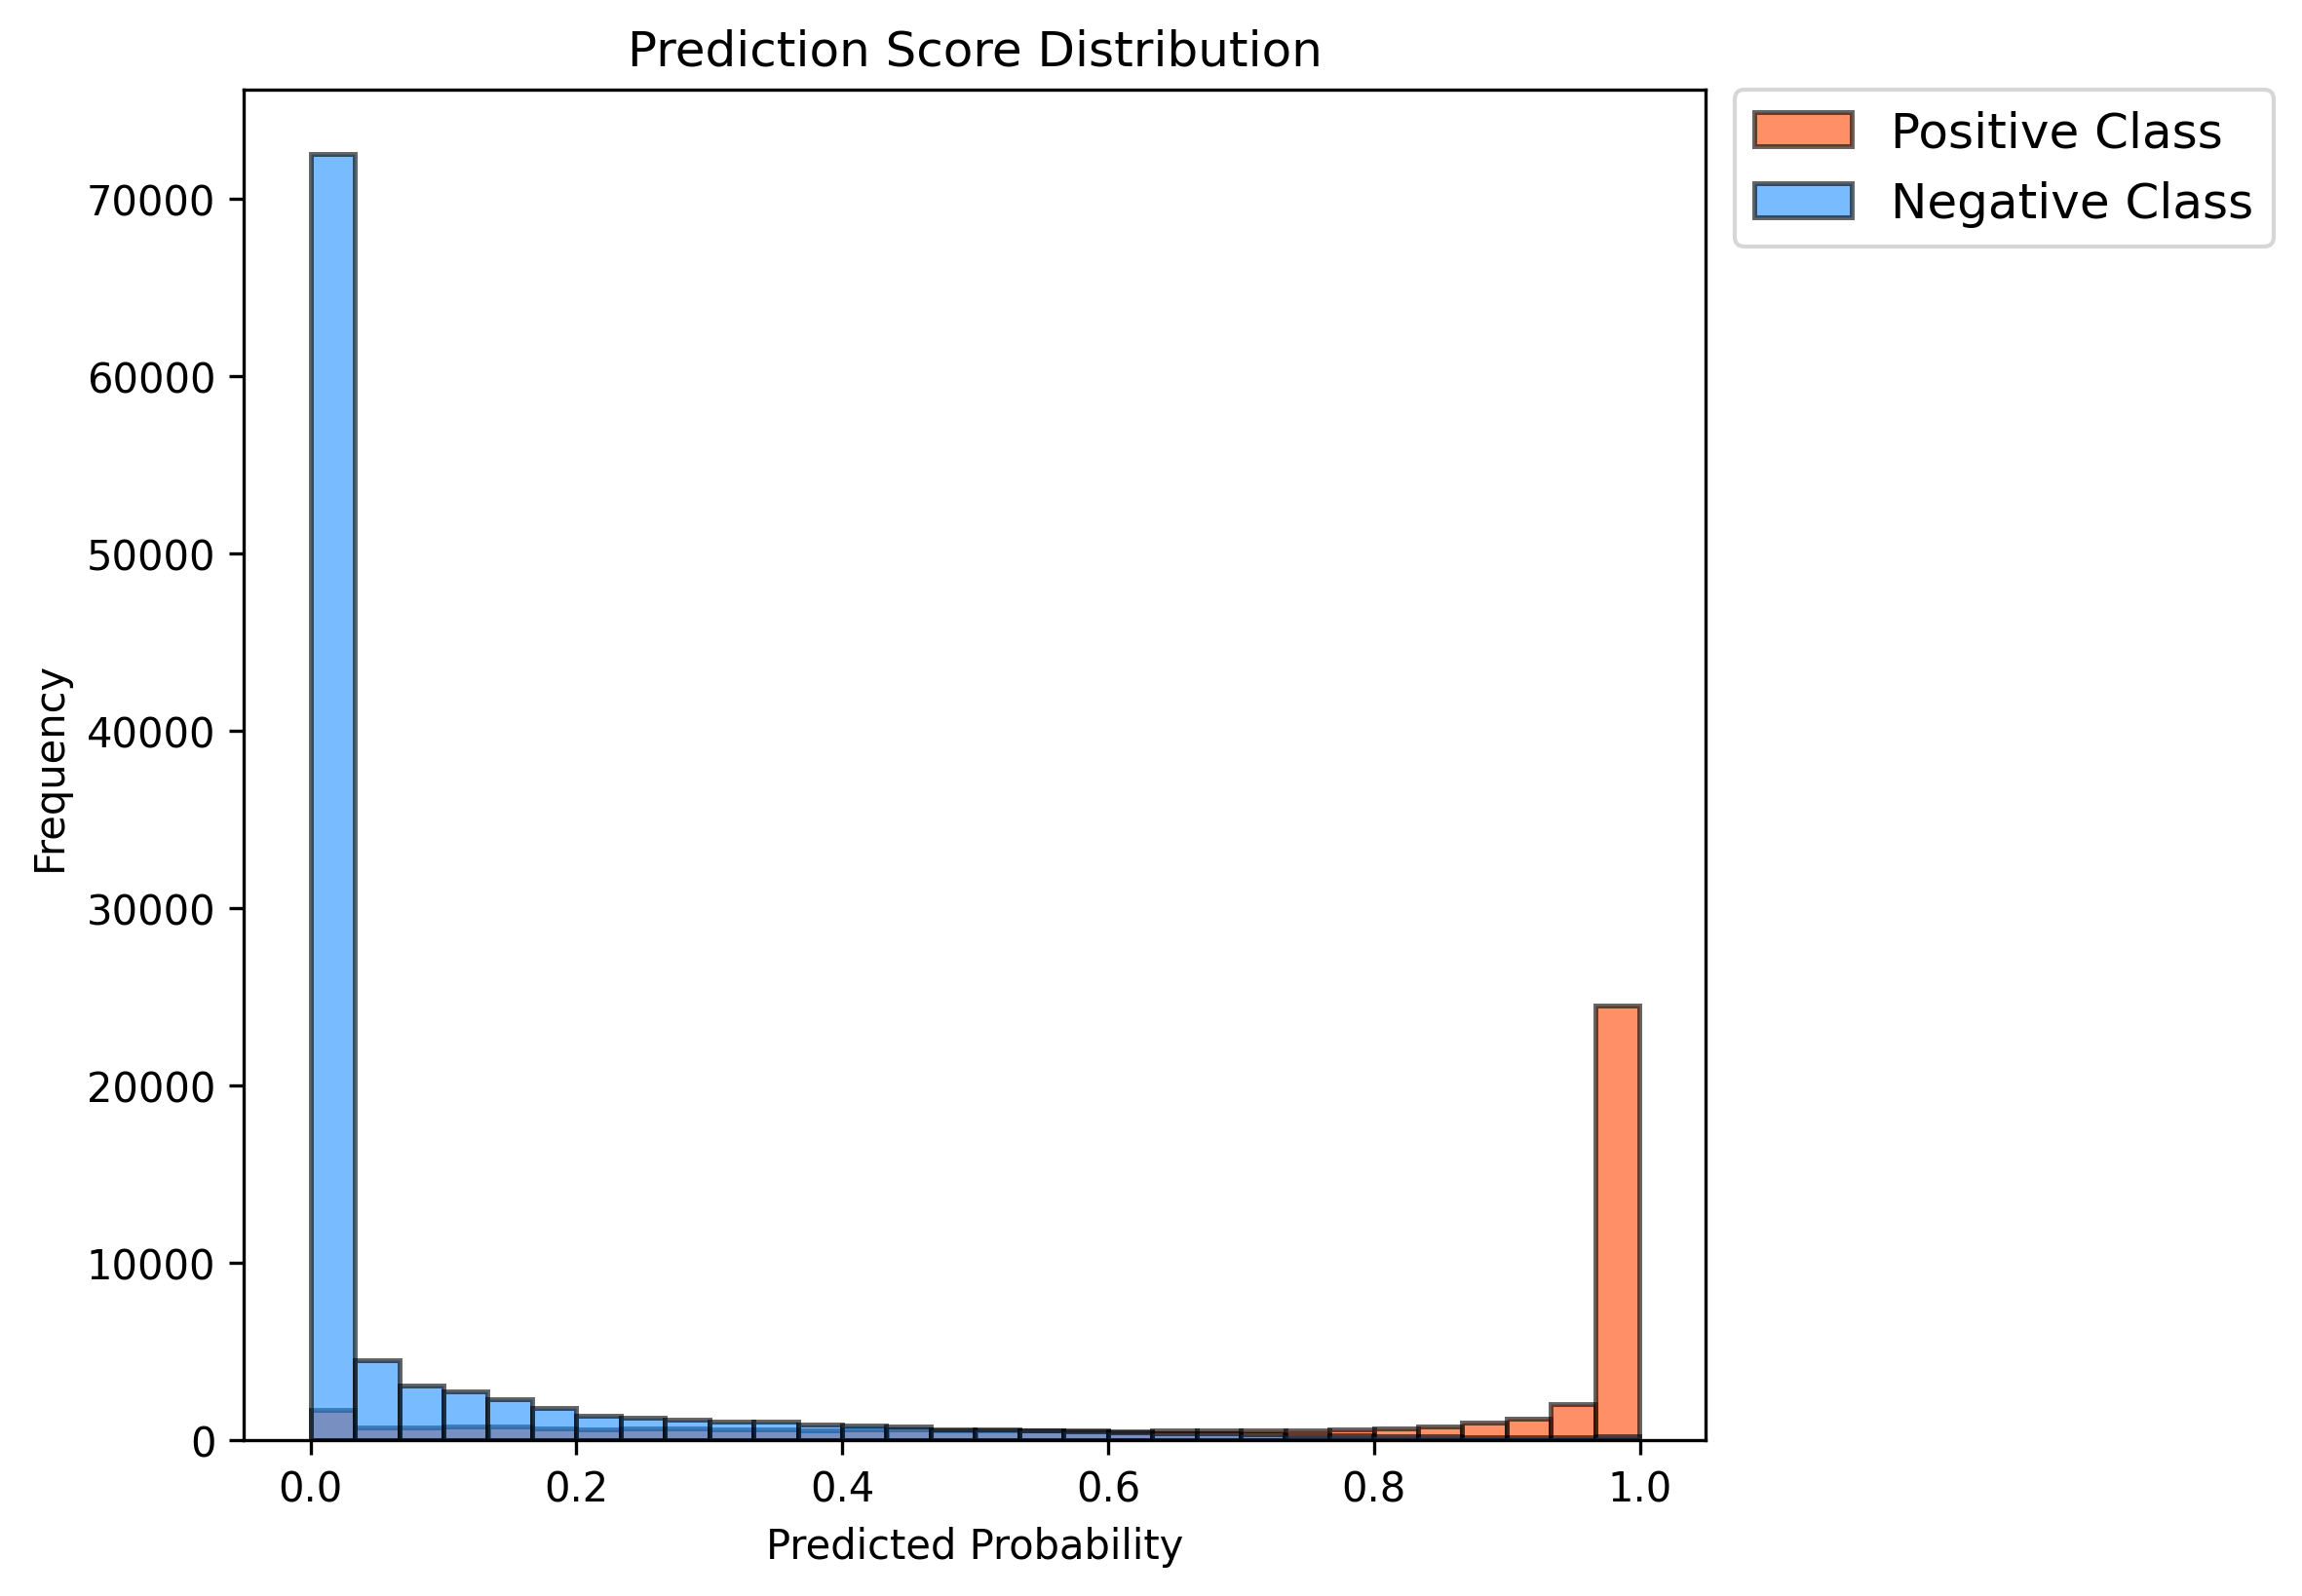 Prediction Score Distribution
Positive Class
Negative Class
70000
60000
50000
40000
30000
20000
10000
0
Frequency
0.0 0.2 0.4 0.6 0.8 1.0
Predicted Probability